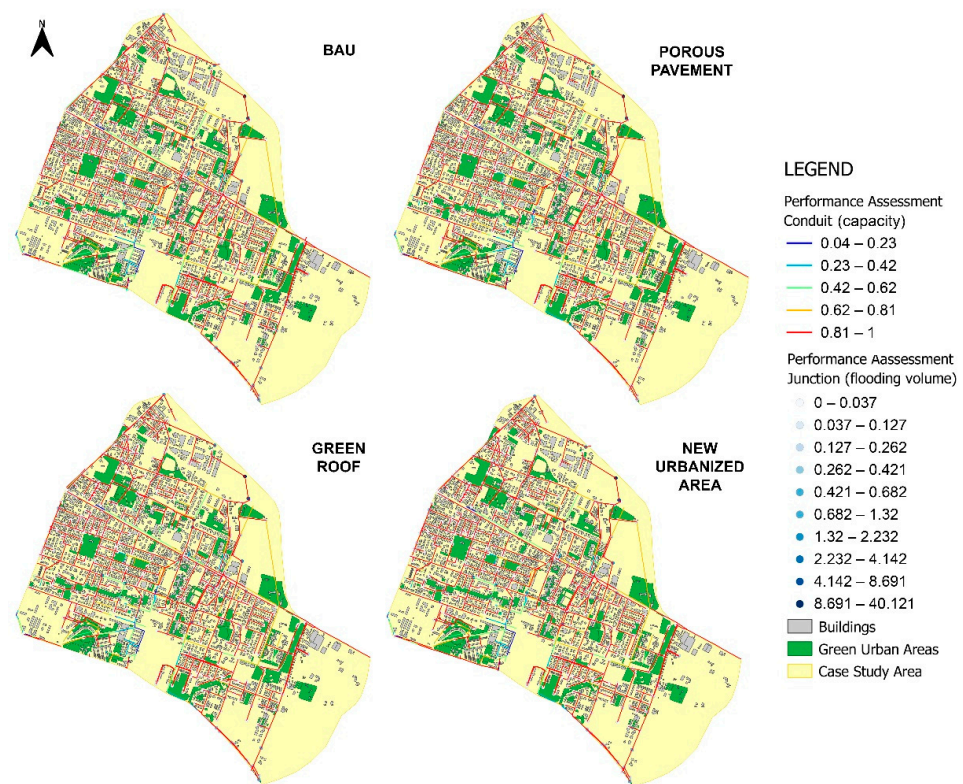 N
BAU
POROUS
PAVEMENT
GREEN
ROOF
NEW
URBANIZED
AREA
LEGEND
Performance Assessment
Conduit (capacity)
0.04 – 0.23
0.23 – 0.42
0.42 – 0.62
0.62 – 0.81
0.81 – 1
Performance Aassessment
Junction (flooding volume)
0 – 0.037
0.037 – 0.127
0.127 – 0.262
0.262 – 0.421
0.421 – 0.682
0.682 – 1.32
1.32 – 2.232
2.232 – 4.142
4.142 – 8.691
8.691 – 40.121
Buildings
Green Urban Areas
Case Study Area